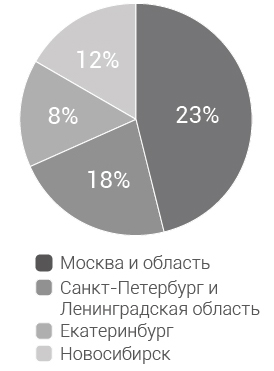 12%
23%
8%
18%
Москва и область
Санкт-Петербург и
Ленинградская область
Екатеринбург
Новосибирск